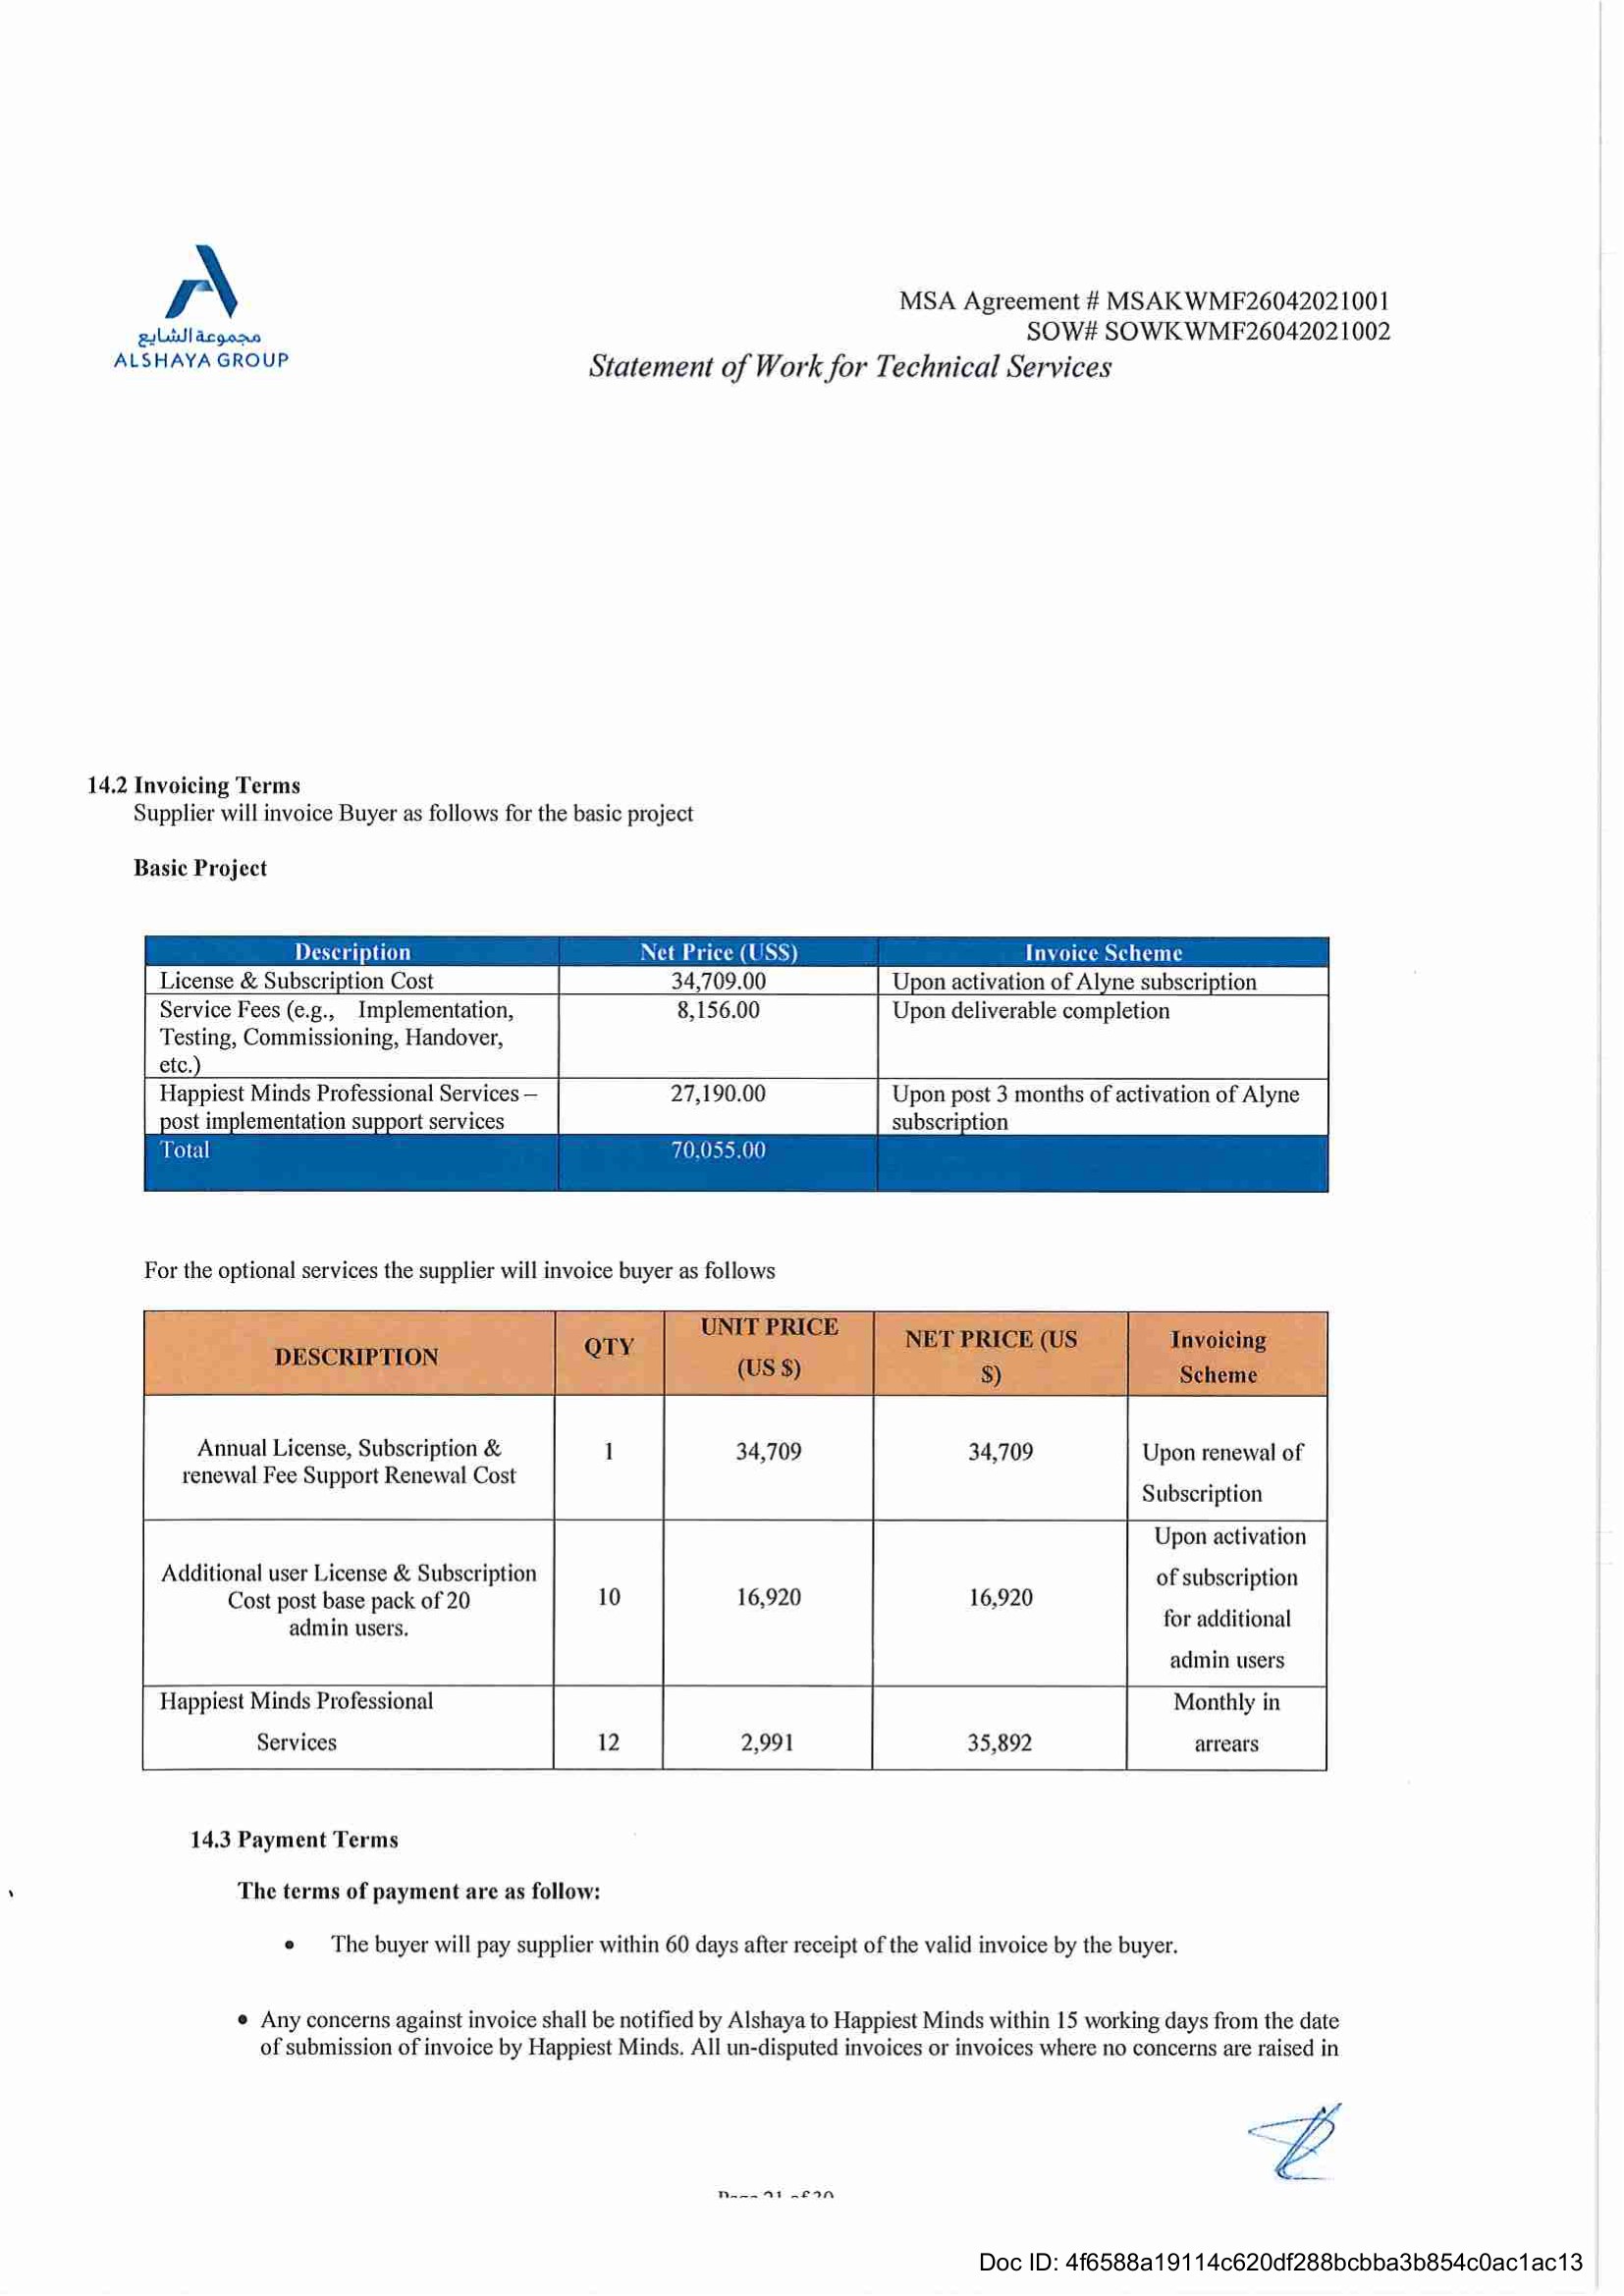 مجموعة الشايع
ALSHAYA GROUP
MSA Agreement # MSAKWMF26042021001
SOW# SOWKWMF26042021002
Statement of Work for Technical Services
14.2 Invoicing Terms
Supplier will invoice Buyer as follows for the basic project
Basic Project
Description Net Price (US$) Invoice Scheme
License & Subscription Cost 34,709.00 Upon activation of Alyne subscription
Service Fees (e.g., Implementation, 8,156.00 Upon deliverable completion
Testing, Commissioning, Handover,
etc.)
Happiest Minds Professional Services – 27,190.00 Upon post 3 months of activation of Alyne
post implementation support services subscription
Total 70,055.00
For the optional services the supplier will invoice buyer as follows
DESCRIPTION QTY UNIT PRICE (US $) NET PRICE (US $) Invoicing Scheme
Annual License, Subscription & 1 34,709 34,709 Upon renewal of
renewal Fee Support Renewal Cost Subscription
Upon activation
Additional user License & Subscription of subscription
Cost post base pack of 20 10 16,920 16,920 for additional
admin users. admin users
Happiest Minds Professional Monthly in
Services 12 2,991 35,892 arrears
14.3 Payment Terms
The terms of payment are as follow:
• The buyer will pay supplier within 60 days after receipt of the valid invoice by the buyer.
• Any concerns against invoice shall be notified by Alshaya to Happiest Minds within 15 working days from the date
of submission of invoice by Happiest Minds. All un-disputed invoices or invoices where no concerns are raised in
Page 21 of 30
Doc ID: 4f6588a19114c620df288bcbba3b854c0ac1ac13